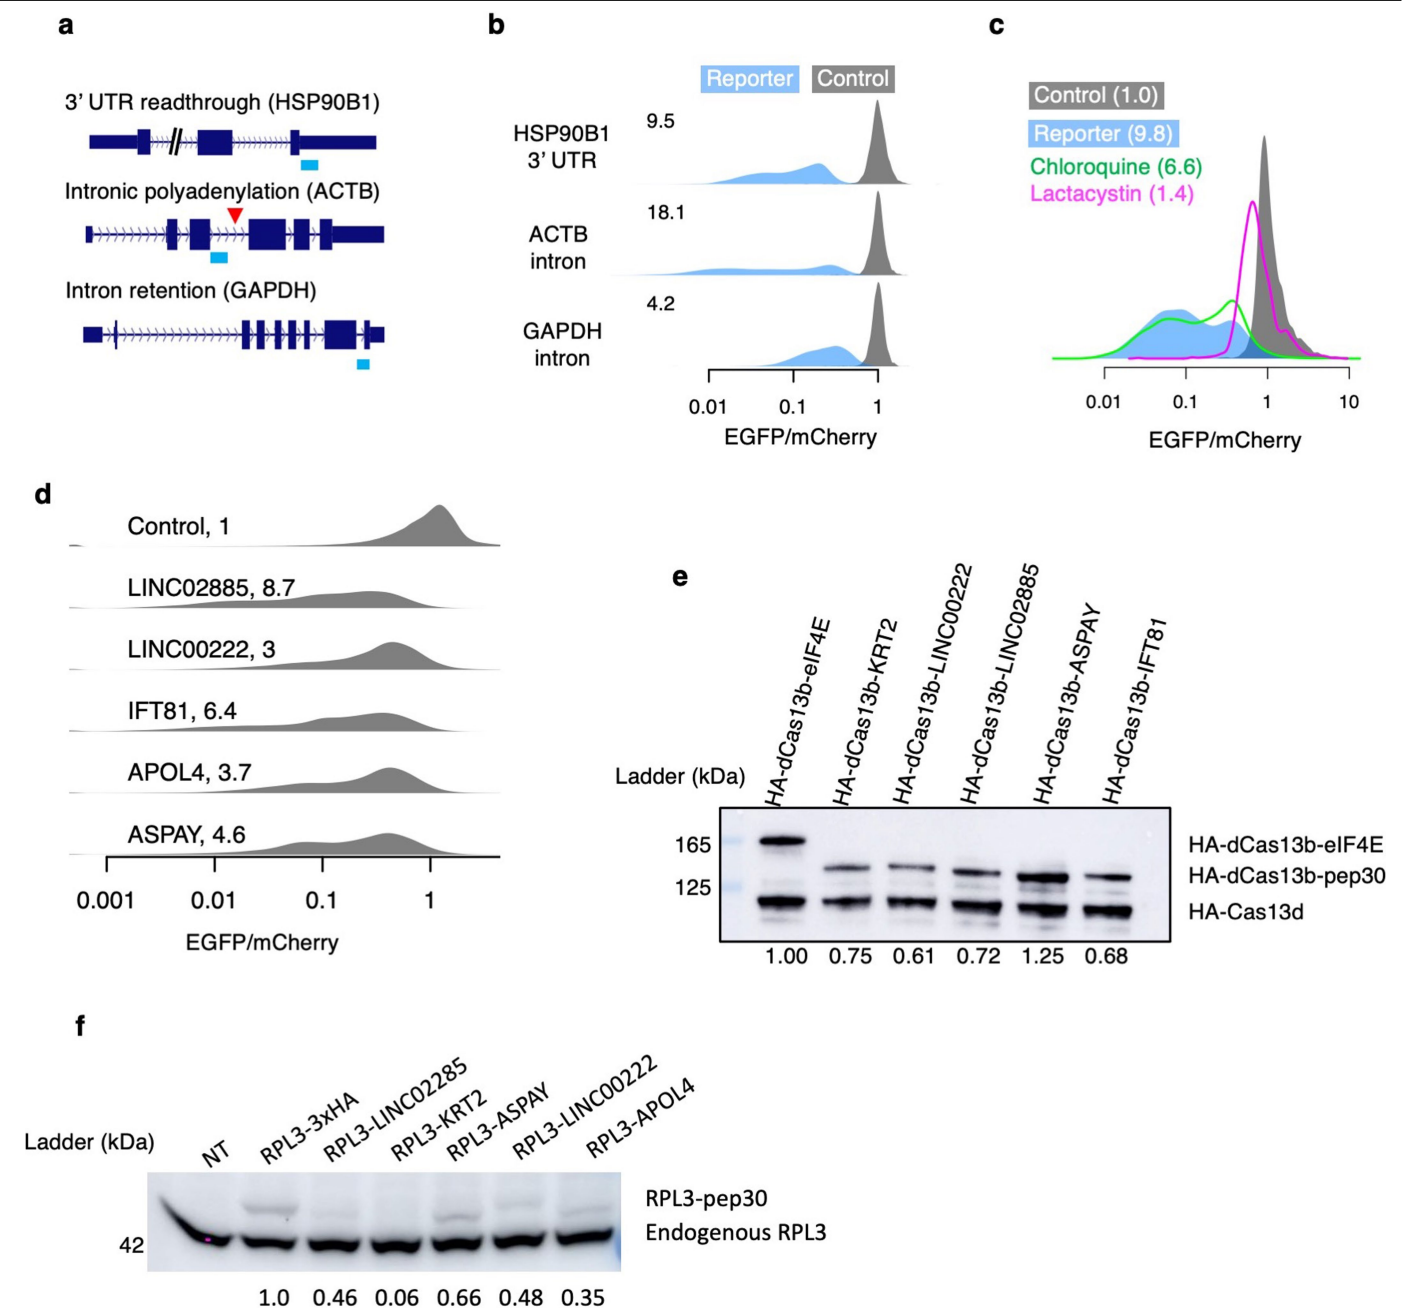 a
3’ UTR readthrough (HSP90B1)
Intronic polyadenylation (ACTB)
Intron retention (GAPDH)
b
Reporter
Control
HSP90B1
3’ UTR
9.5
ACTB
intron
18.1
GAPDH
intron
4.2
0.01
0.1
1
EGFP/mCherry
c
Control (1.0)
Reporter (9.8)
Chloroquine (6.6)
Lactacystin (1.4)
0.01
0.1
1
10
EGFP/mCherry
d
Control, 1
LINC02885, 8.7
LINC00222, 3
IFT81, 6.4
APOL4, 3.7
ASPAY, 4.6
0.001
0.01
0.1
1
EGFP/mCherry
e
Ladder (kDa)
HA-dCas13b-eIF4E
HA-dCas13b-KRT2
HA-dCas13b-LINC00222
HA-dCas13b-LINC02885
HA-dCas13b-ASPAY
HA-dCas13b-IFT81
165
125
HA-dCas13b-eIF4E
HA-dCas13b-pep30
HA-Cas13d
1.00
0.75
0.61
0.72
1.25
0.68
f
Ladder (kDa)
NT
RPL3-3xHA
RPL3-LINC02285
RPL3-KRT2
RPL3-ASPAY
RPL3-LINC00222
RPL3-APOL4
42
RPL3-pep30
Endogenous RPL3
1.0
0.46
0.06
0.66
0.48
0.35